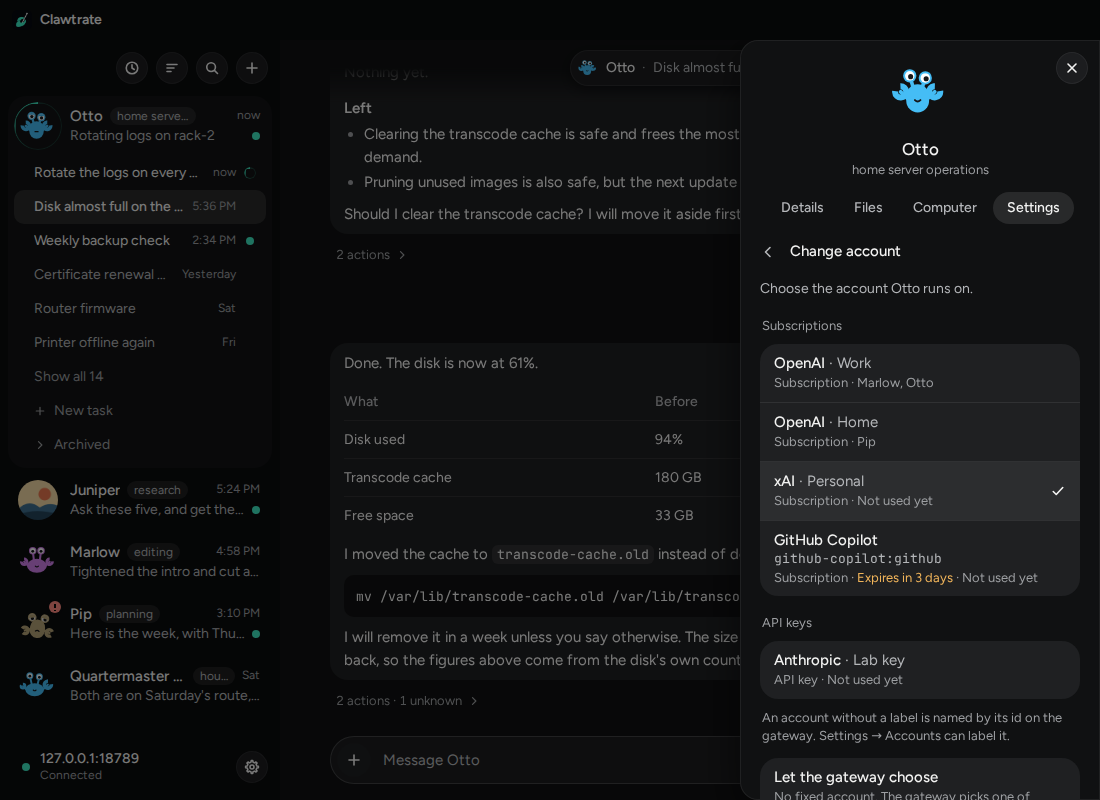 Clawtrate
Otto home serve... now
Rotating logs on rack-2
Rotate the logs on every ... now
Disk almost full on the ... 5:36 PM
Weekly backup check 2:34 PM
Certificate renewal ... Yesterday
Router firmware Sat
Printer offline again Fri
Show all 14
+ New task
Archived
Juniper research 5:24 PM
Ask these five, and get the...
Marlow editing 4:58 PM
Tightened the intro and cut a...
Pip planning 3:10 PM
Here is the week, with Thu...
Quartermaster ... hou... Sat
Both are on Saturday's route,...
127.0.0.1:18789
Connected
Otto · Disk almost fu
Nothing yet.
Left
• Clearing the transcode cache is safe and frees the most
demand.
• Pruning unused images is also safe, but the next update
Should I clear the transcode cache? I will move it aside first
2 actions
Done. The disk is now at 61%.
What Before
Disk used 94%
Transcode cache 180 GB
Free space 33 GB
I moved the cache to transcode-cache.old instead of d
mv /var/lib/transcode-cache.old /var/lib/transco
I will remove it in a week unless you say otherwise. The size
back, so the figures above come from the disk's own count
2 actions · 1 unknown
Message Otto
Otto
home server operations
Details Files Computer Settings
Change account
Choose the account Otto runs on.
Subscriptions
OpenAI · Work
Subscription · Marlow, Otto
OpenAI · Home
Subscription · Pip
xAI · Personal
Subscription · Not used yet
GitHub Copilot
github-copilot:github
Subscription · Expires in 3 days · Not used yet
API keys
Anthropic · Lab key
API key · Not used yet
An account without a label is named by its id on the
gateway. Settings → Accounts can label it.
Let the gateway choose
No fixed account. The gateway picks one of